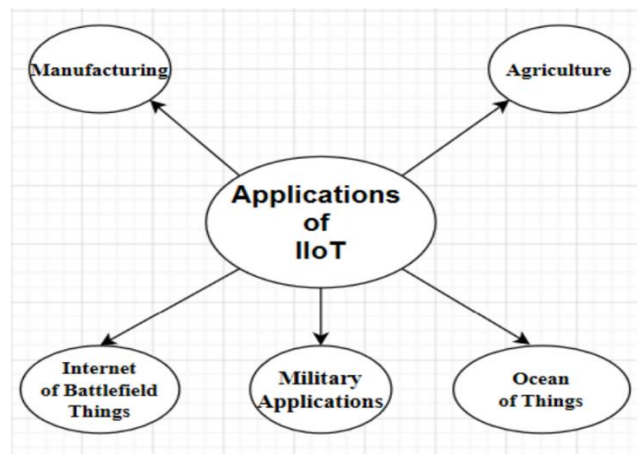 Manufacturing
Agriculture
Applications
of
IIoT
Internet
of Battlefield
Things
Military
Applications
Ocean
of Things